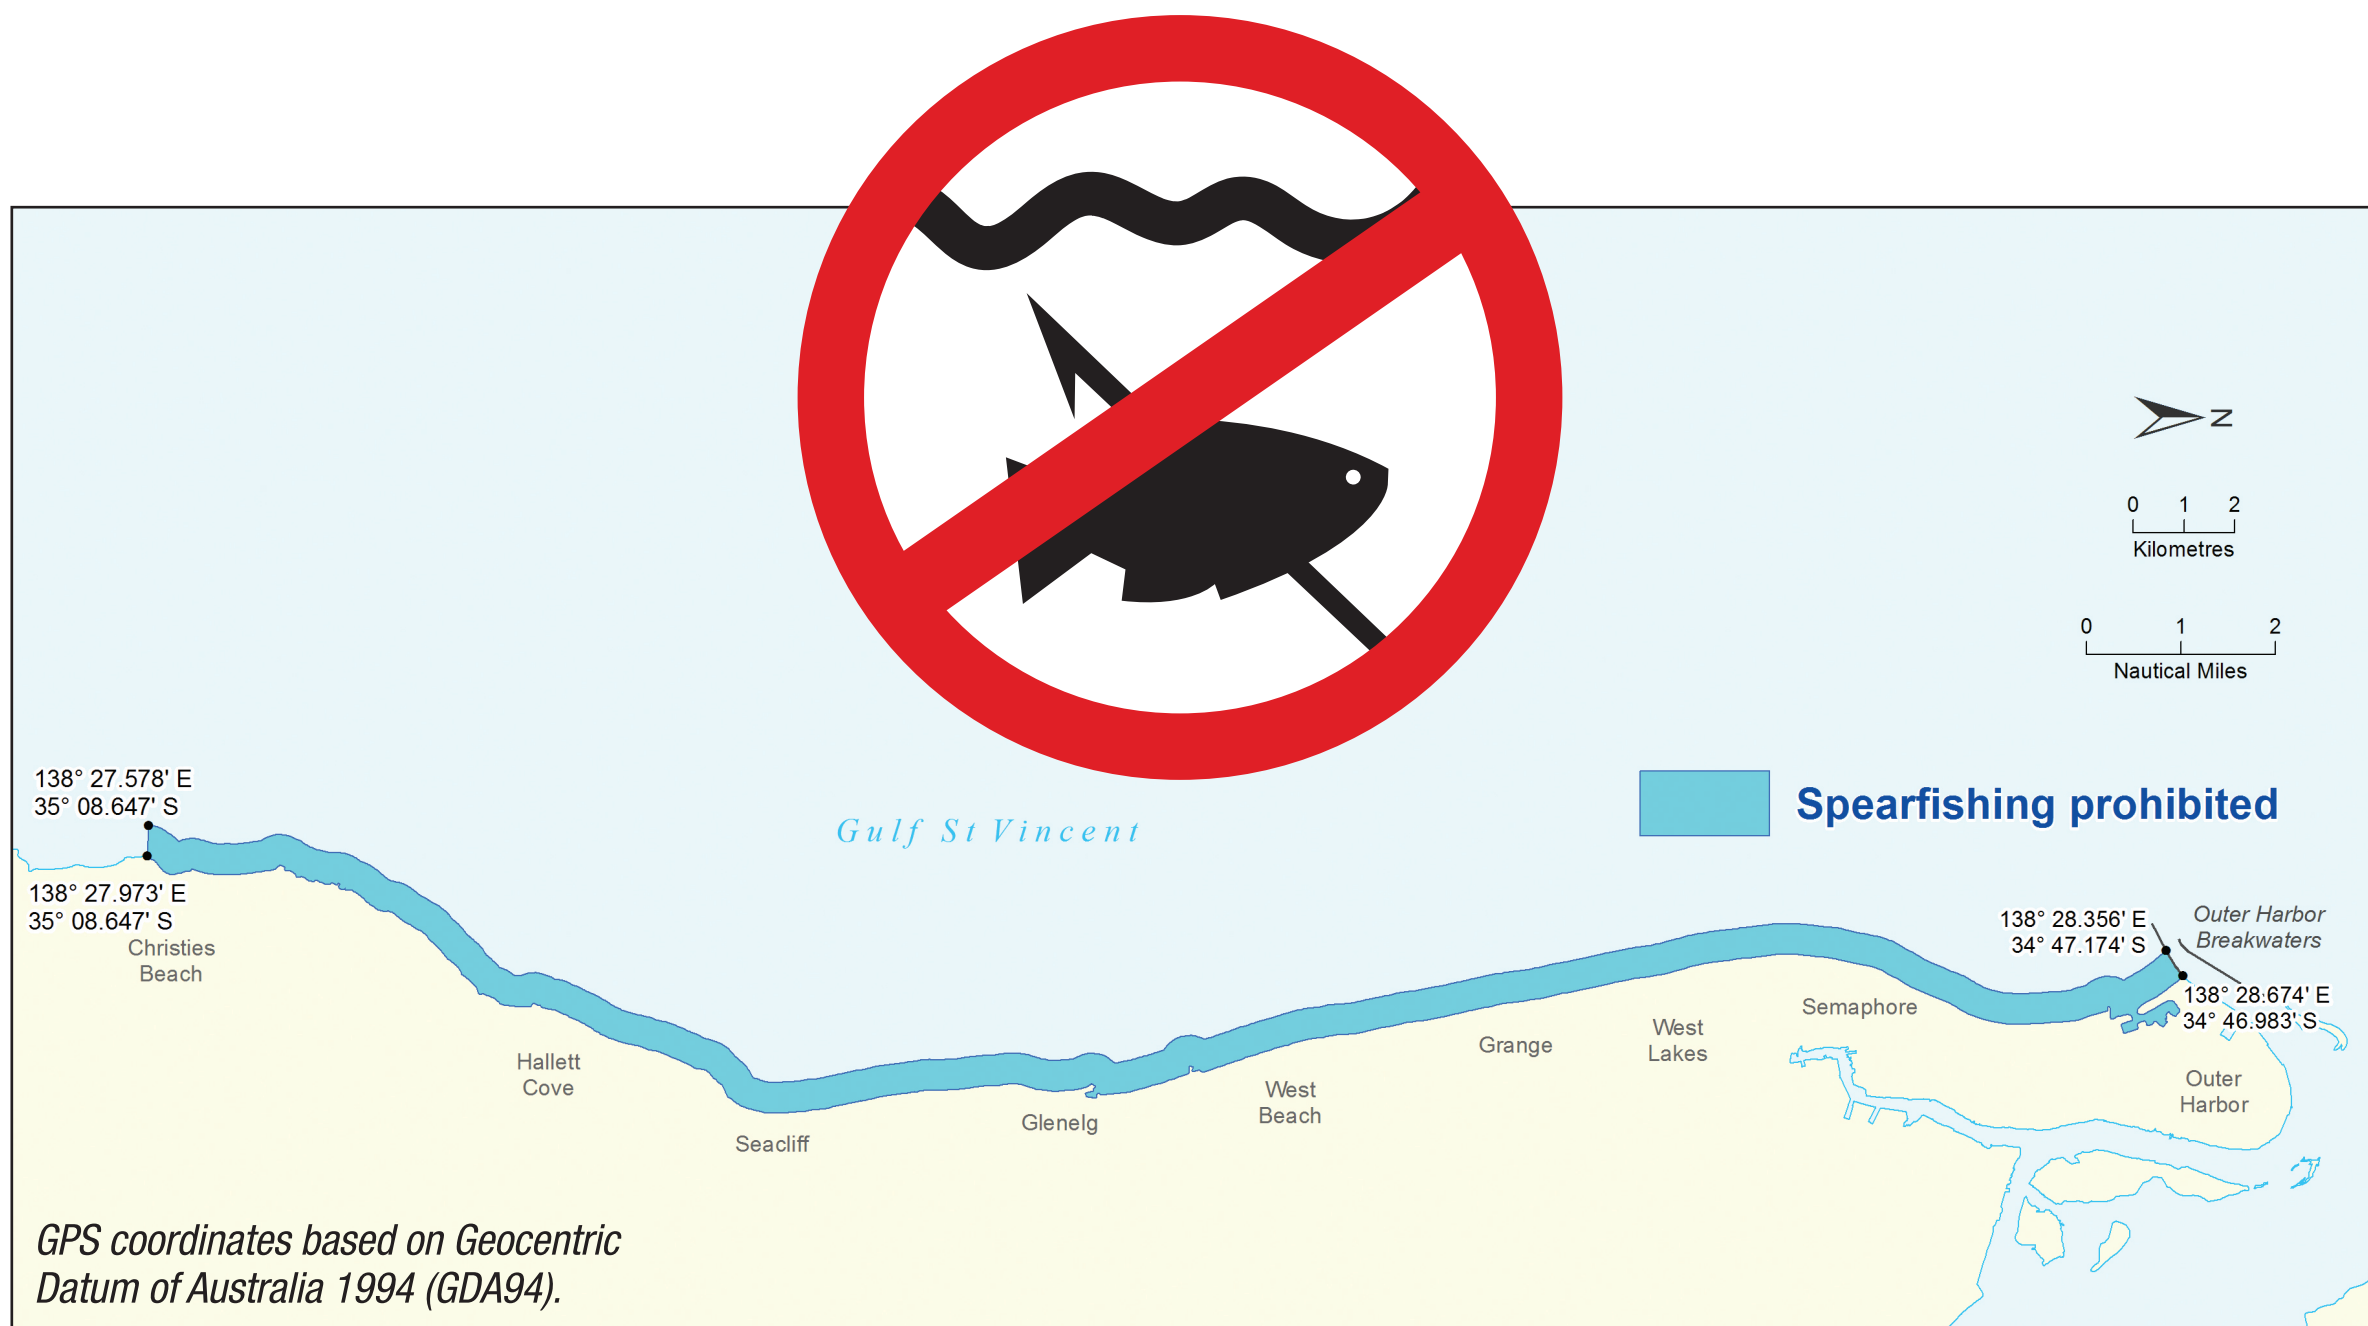 N
0 1 2
Kilometres
0 1 2
Nautical Miles
138° 27.578' E
35° 08.647' S
Gulf St Vincent
Spearfishing prohibited
138° 27.973' E
35° 08.647' S
Christies
Beach
138° 28.356' E
34° 47.174' S
Outer Harbor
Breakwaters
138° 28.674' E
34° 46.983' S
Semaphore
West
Lakes
Grange
Hallett
Cove
West
Beach
Outer
Harbor
Glenelg
Seacliff
GPS coordinates based on Geocentric
Datum of Australia 1994 (GDA94).